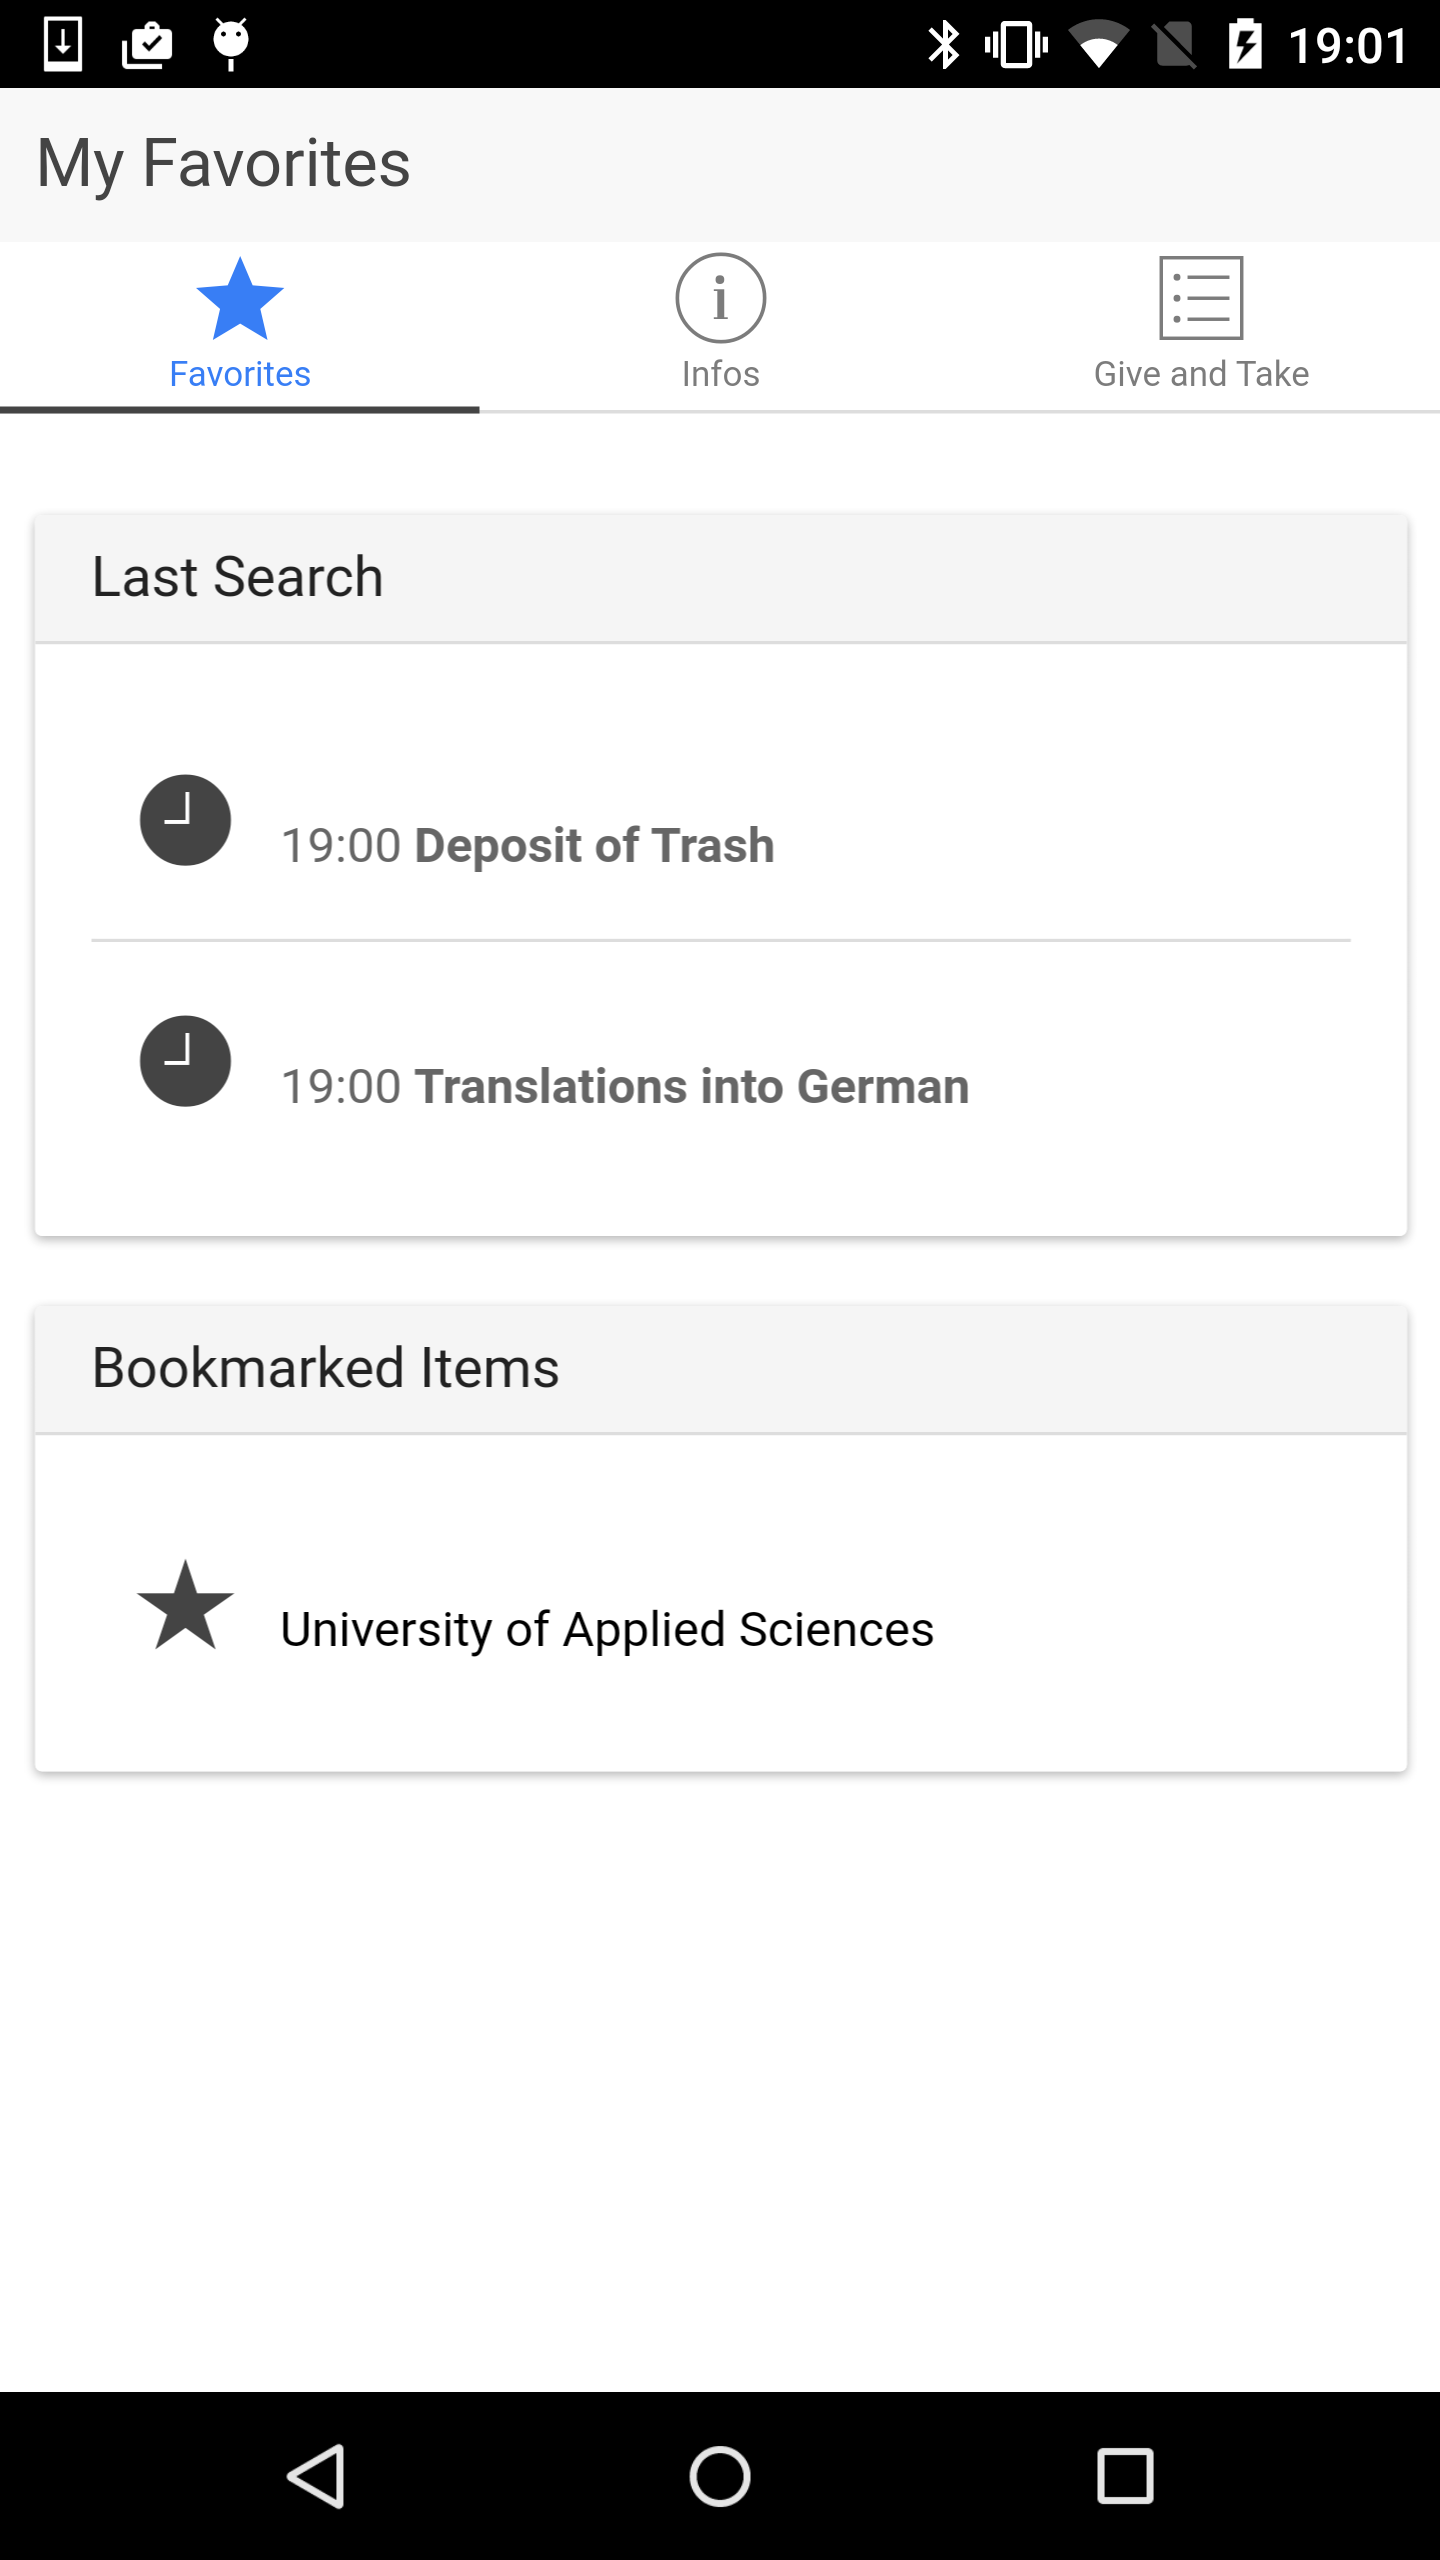 19:01
My Favorites
Favorites
Infos
Give and Take
Last Search
19:00 Deposit of Trash
19:00 Translations into German
Bookmarked Items
University of Applied Sciences